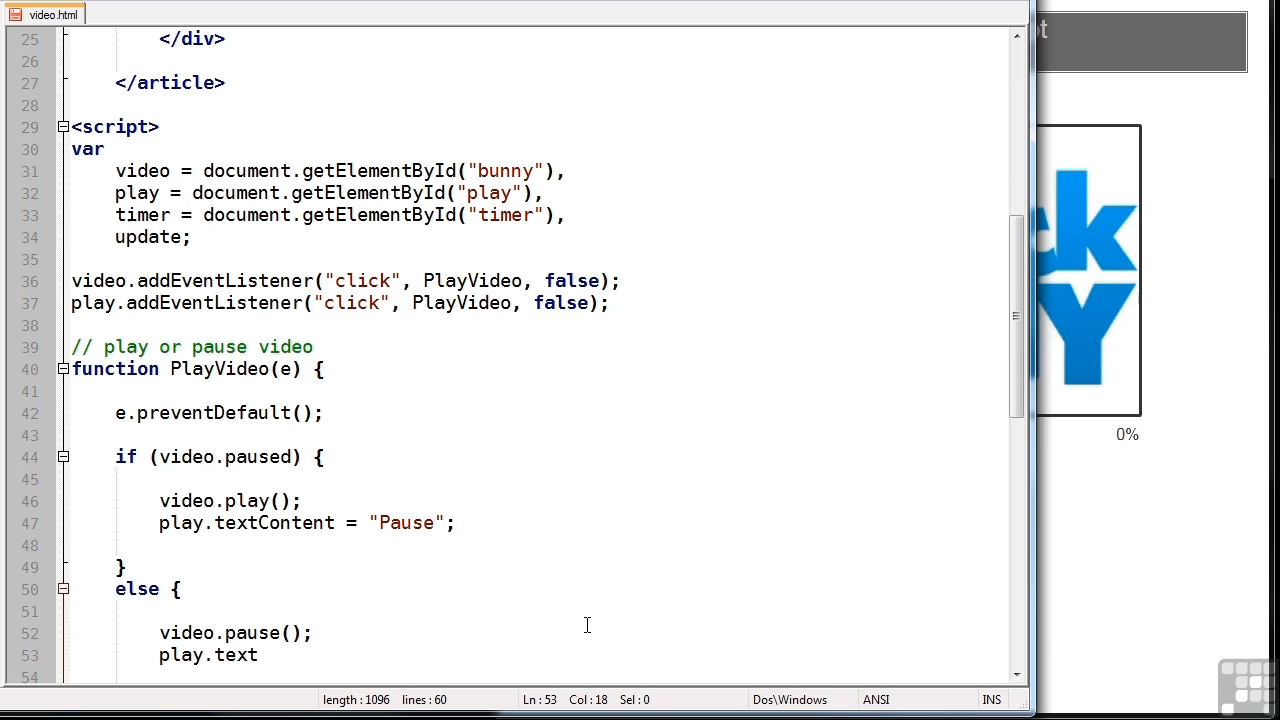 video.html
25 </div>
26
27 </article>
28
29 <script>
30 var
31 video = document.getElementById("bunny"),
32 play = document.getElementById("play"),
33 timer = document.getElementById("timer"),
34 update;
35
36 video.addEventListener("click", PlayVideo, false);
37 play.addEventListener("click", PlayVideo, false);
38
39 // play or pause video
40 function PlayVideo(e) {
41
42 e.preventDefault();
43
44 if (video.paused) {
45
46 video.play();
47 play.textContent = "Pause";
48
49 }
50 else {
51
52 video.pause();
53 play.text
54
length : 1096 lines : 60 Ln : 53 Col : 18 Sel : 0 Dos\Windows ANSI INS
ck
Y
0%